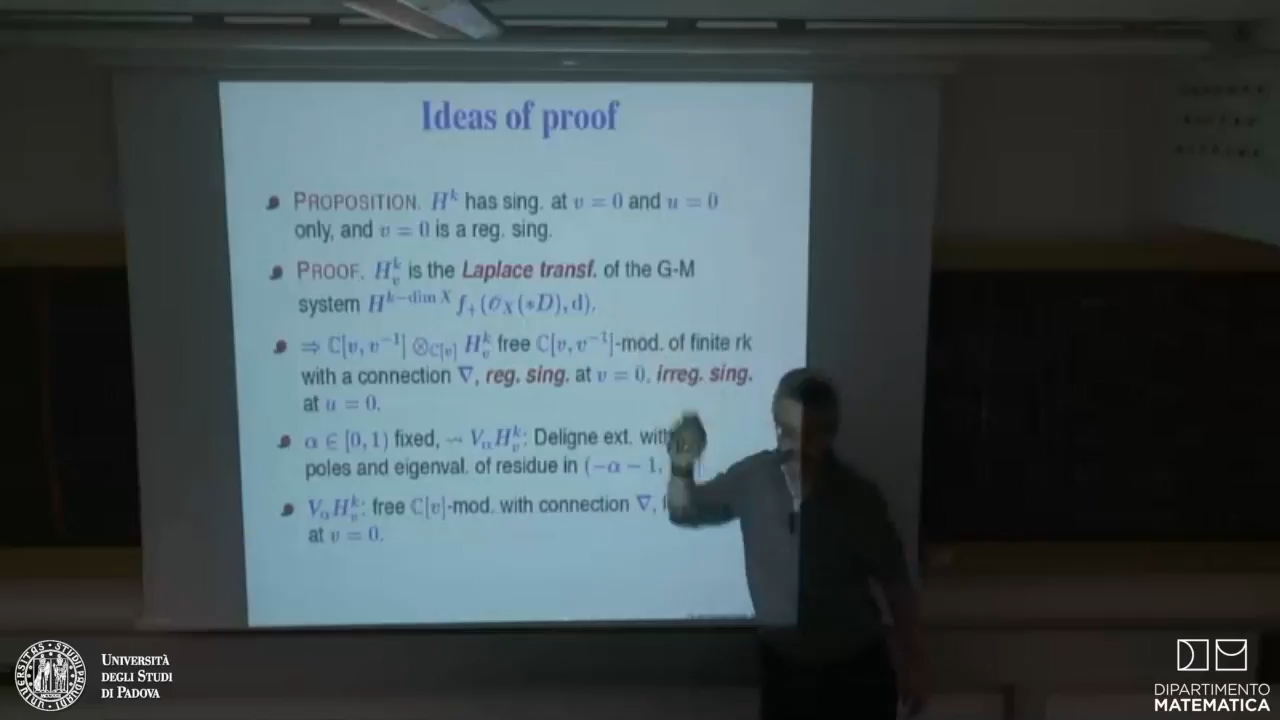 Ideas of proof
PROPOSITION. H^k has sing. at v = 0 and u = 0
only, and v = 0 is a reg. sing.
PROOF. H^k_v is the Laplace transf. of the G-M
system H^{k−dim X} f_+(𝒪_X(*D), d).
⇒ ℂ[v, v^{−1}] ⊗_{ℂ[v]} H^k_v free ℂ[v, v^{−1}]-mod. of finite rk
with a connection ∇, reg. sing. at v = 0, irreg. sing.
at u = 0.
α ∈ [0, 1) fixed, ⇝ V_αH^k_v: Deligne ext. with
poles and eigenval. of residue in (−α − 1,
V_αH^k_v: free ℂ[v]-mod. with connection ∇,
at v = 0.
UNIVERSITÀ
DEGLI STUDI
DI PADOVA
DIPARTIMENTO
MATEMATICA